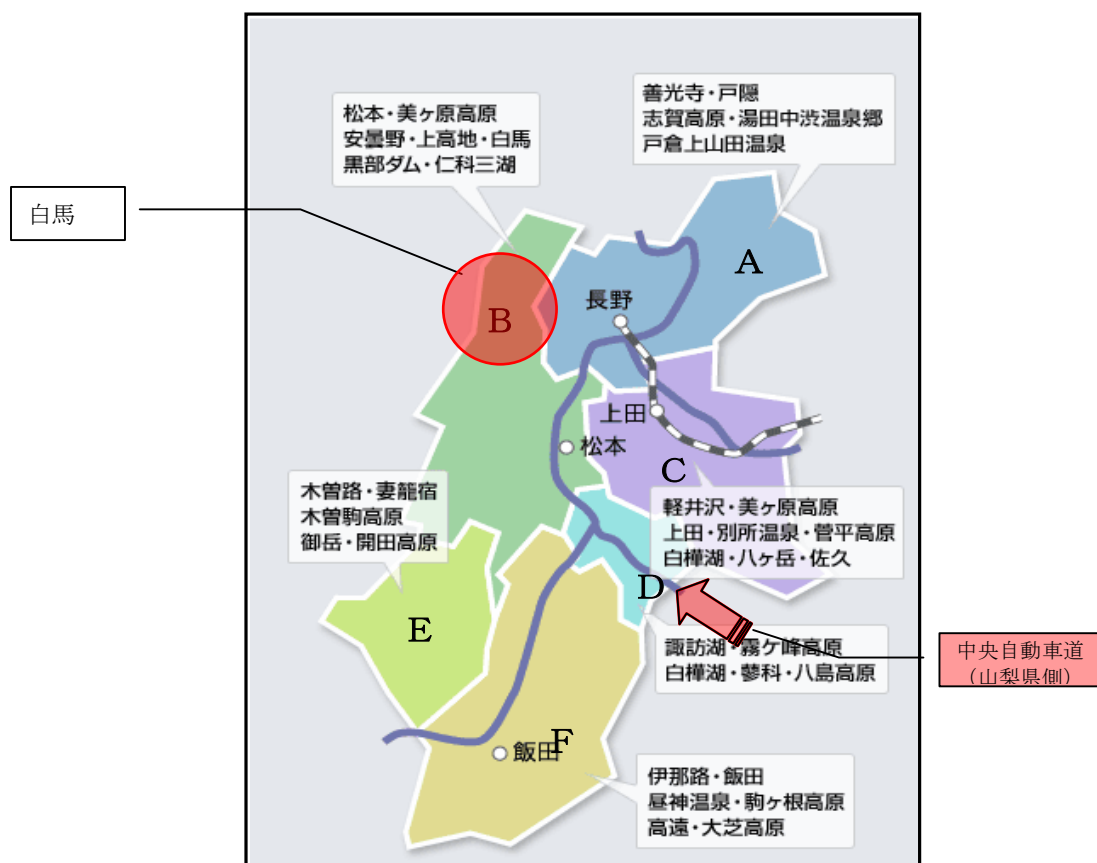 松本・美ヶ原高原
安曇野・上高地・白馬
黒部ダム・仁科三湖
善光寺・戸隠
志賀高原・湯田中渋温泉郷
戸倉上山田温泉
白馬
A
長野
B
上田
松本
C
木曽路・妻籠宿
木曽駒高原
御岳・開田高原
軽井沢・美ヶ原高原
上田・別所温泉・菅平高原
白樺湖・八ヶ岳・佐久
D
E
諏訪湖・霧ケ峰高原
白樺湖・蓼科・八島高原
中央自動車道
（山梨県側）
飯田
F
伊那路・飯田
昼神温泉・駒ヶ根高原
高遠・大芝高原